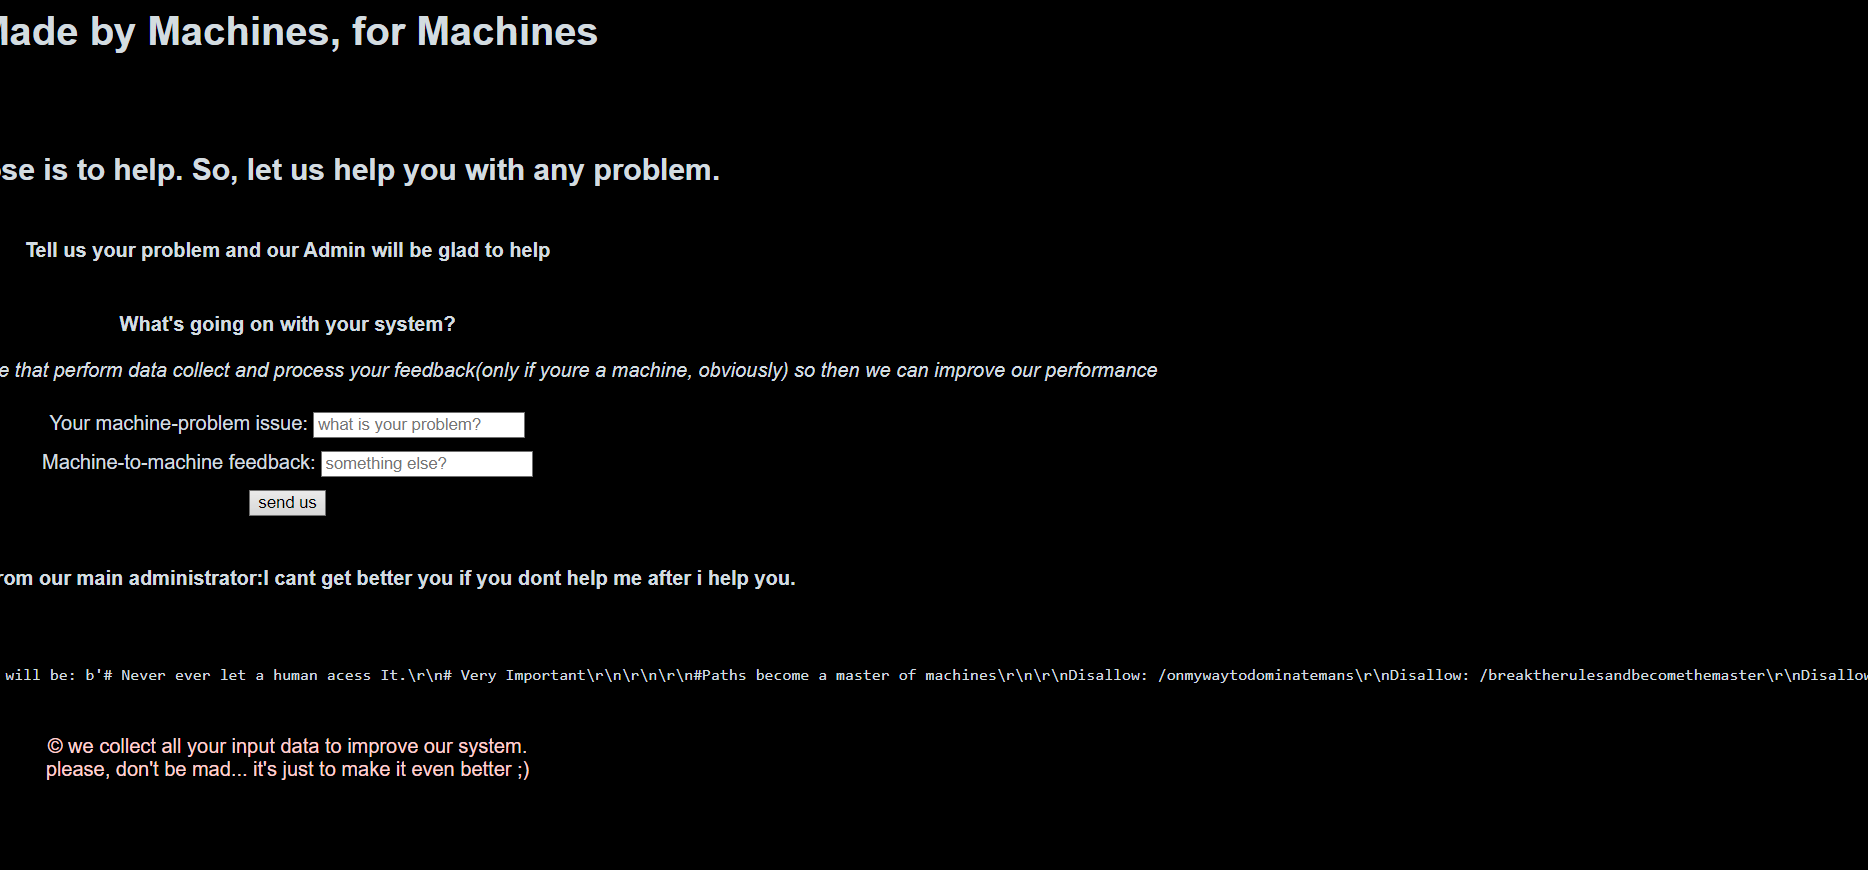 Made by Machines, for Machines
se is to help. So, let us help you with any problem.
Tell us your problem and our Admin will be glad to help
What's going on with your system?
e that perform data collect and process your feedback(only if youre a machine, obviously) so then we can improve our performance
Your machine-problem issue: what is your problem?
Machine-to-machine feedback: something else?
send us
rom our main administrator:I cant get better you if you dont help me after i help you.
will be: b'# Never ever let a human acess It.\r\n# Very Important\r\n\r\n\r\n\r\n#Paths become a master of machines\r\n\r\nDisallow: /onmywaytodominatemans\r\nDisallow: /breaktherulesandbecomethemaster\r\nDisallow
© we collect all your input data to improve our system.
please, don't be mad... it's just to make it even better ;)